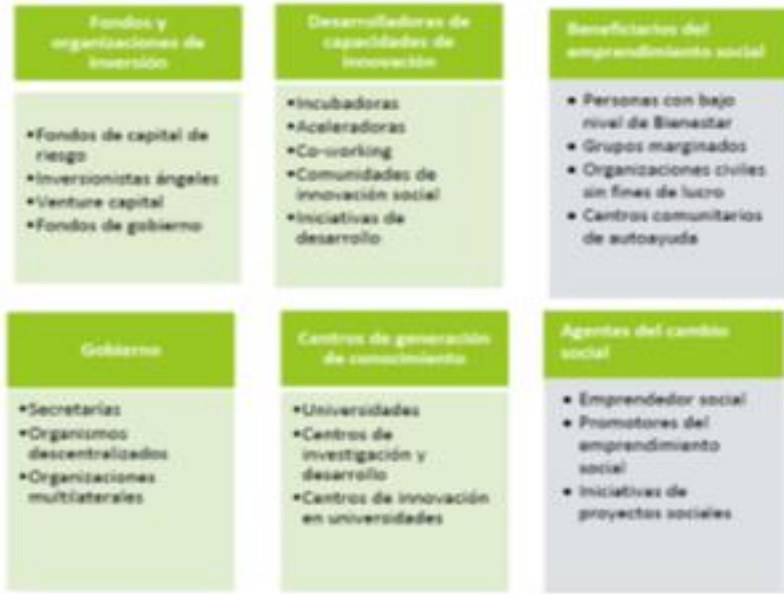 Fondos y
organizaciones de
inversión
•Fondos de capital de
riesgo
•Inversionistas ángeles
•Venture capital
•Fondos de gobierno
Desarrolladoras de
capacidades de
innovación
•Incubadoras
•Aceleradoras
•Co-working
•Comunidades de
innovación social
•Iniciativas de
desarrollo
Beneficiarios del
emprendimiento social
• Personas con bajo
nivel de Bienestar
• Grupos marginados
• Organizaciones civiles
sin fines de lucro
• Centros comunitarios
de autoayuda
Gobierno
•Secretarías
•Organismos
descentralizados
•Organizaciones
multilaterales
Centros de generación
de conocimiento
•Universidades
•Centros de
investigación y
desarrollo
•Centros de innovación
en universidades
Agentes del cambio
social
• Emprendedor social
• Promotores del
emprendimiento
social
• Iniciativas de
proyectos sociales